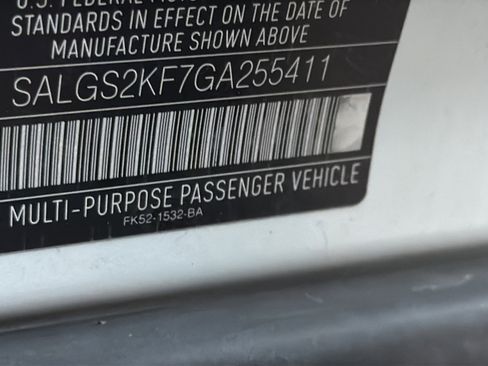 STANDARDS IN EFFECT ON THE DATE OF
MANUFACTURE SHOWN ABOVE
SALGS2KF7GA255411
MULTI-PURPOSE PASSENGER VEHICLE
FK52-1532-BA